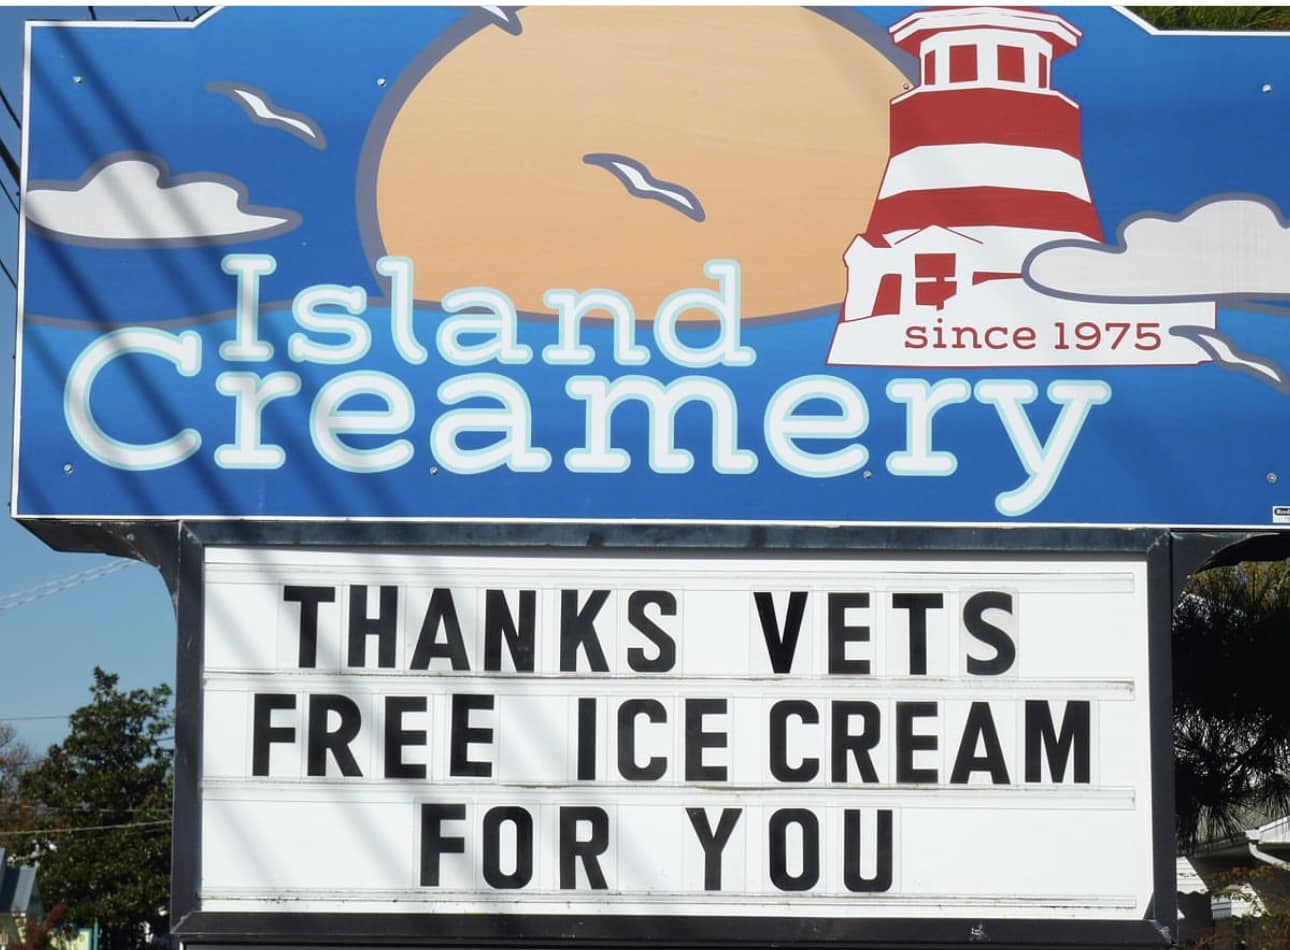 Island
Creamery
since 1975
THANKS VETS
FREE ICE CREAM
FOR YOU